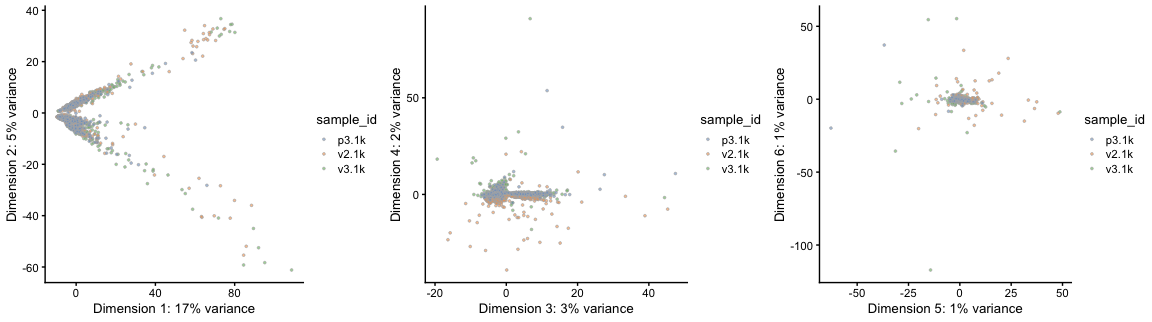 40
20
0
-20
-40
-60
0
40
80
Dimension 2: 5% variance
Dimension 1: 17% variance
sample_id
p3.1k
v2.1k
v3.1k
50
0
-20
0
20
40
Dimension 4: 2% variance
Dimension 3: 3% variance
sample_id
p3.1k
v2.1k
v3.1k
50
0
-50
-100
-50
-25
0
25
50
Dimension 6: 1% variance
Dimension 5: 1% variance
sample_id
p3.1k
v2.1k
v3.1k